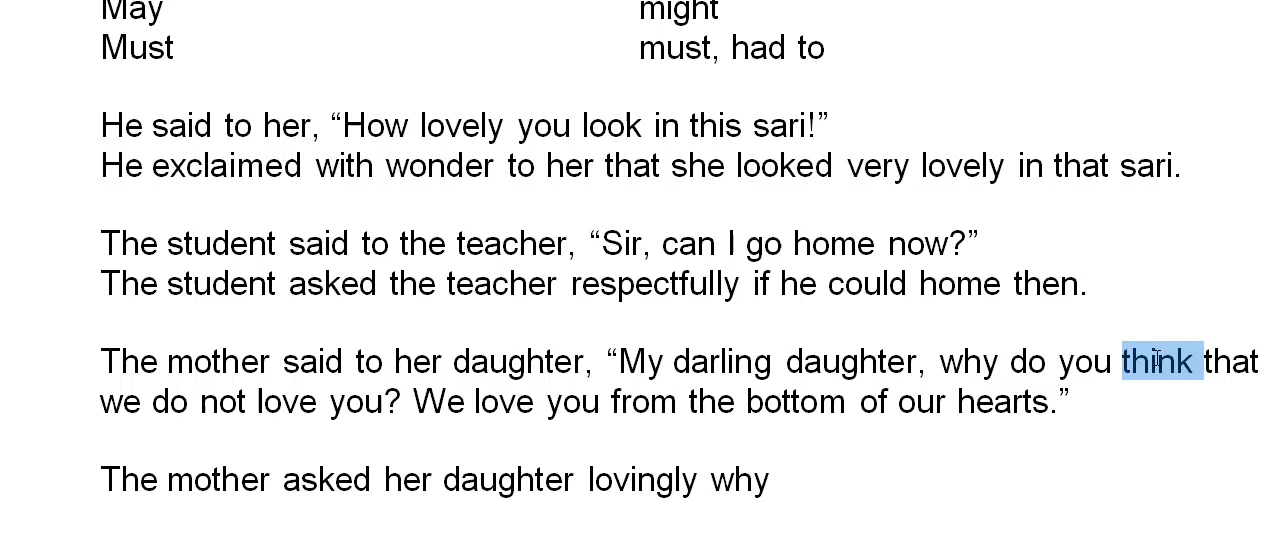 May might
Must must, had to
He said to her, “How lovely you look in this sari!”
He exclaimed with wonder to her that she looked very lovely in that sari.
The student said to the teacher, “Sir, can I go home now?”
The student asked the teacher respectfully if he could home then.
The mother said to her daughter, “My darling daughter, why do you think that
we do not love you? We love you from the bottom of our hearts.”
The mother asked her daughter lovingly why